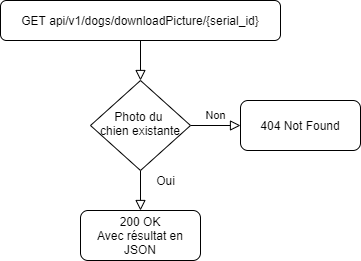 GET api/v1/dogs/downloadPicture/{serial_id}
Photo du
chien existante
Non
404 Not Found
Oui
200 OK
Avec résultat en
JSON